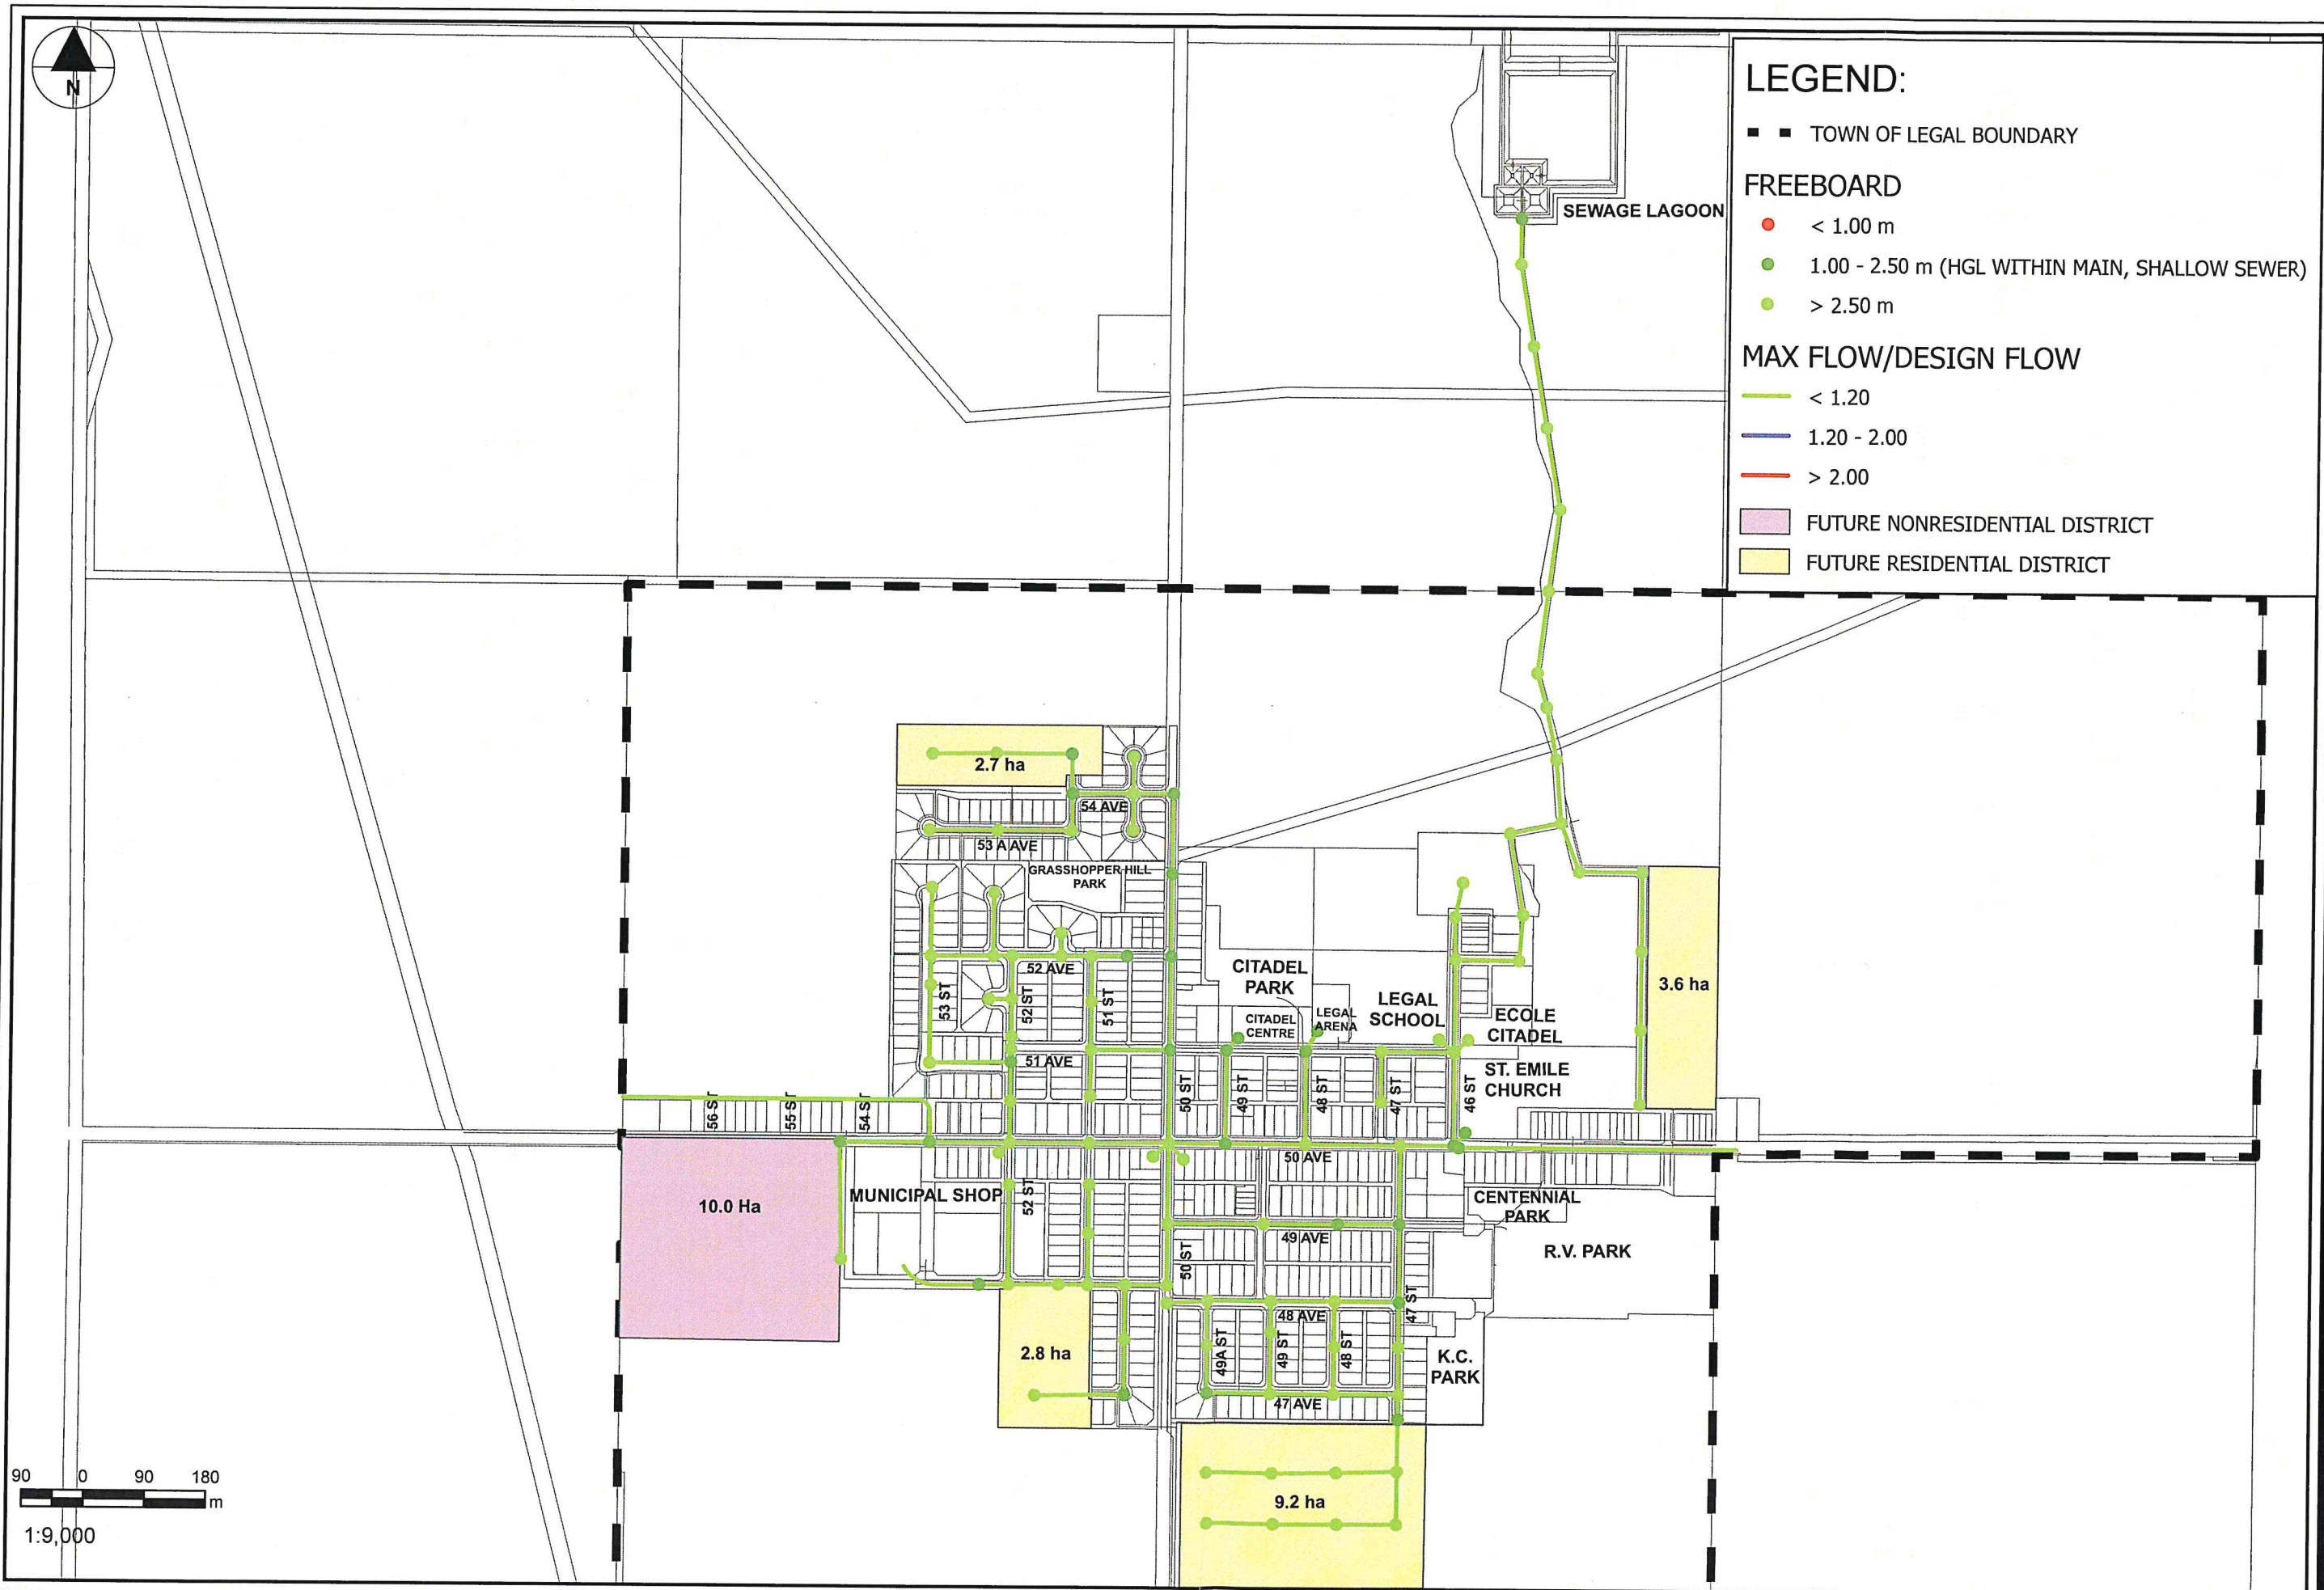 N
LEGEND:
TOWN OF LEGAL BOUNDARY
FREEBOARD
< 1.00 m
1.00 - 2.50 m (HGL WITHIN MAIN, SHALLOW SEWER)
> 2.50 m
MAX FLOW/DESIGN FLOW
< 1.20
1.20 - 2.00
> 2.00
FUTURE NONRESIDENTIAL DISTRICT
FUTURE RESIDENTIAL DISTRICT
SEWAGE LAGOON
2.7 ha
54 AVE
53 A AVE
GRASSHOPPER HILL
PARK
52 AVE
53 ST
52 ST
51 ST
CITADEL
PARK
CITADEL
CENTRE
LEGAL
ARENA
LEGAL
SCHOOL
ECOLE
CITADEL
3.6 ha
51 AVE
ST. EMILE
CHURCH
56 ST
55 ST
54 ST
50 ST
49 ST
48 ST
47 ST
46 ST
50 AVE
10.0 Ha
MUNICIPAL SHOP
52 ST
CENTENNIAL
PARK
49 AVE
R.V. PARK
50 ST
48 AVE
47 ST
2.8 ha
49A ST
49 ST
48 ST
K.C.
PARK
47 AVE
9.2 ha
90 0 90 180
m
1:9,000